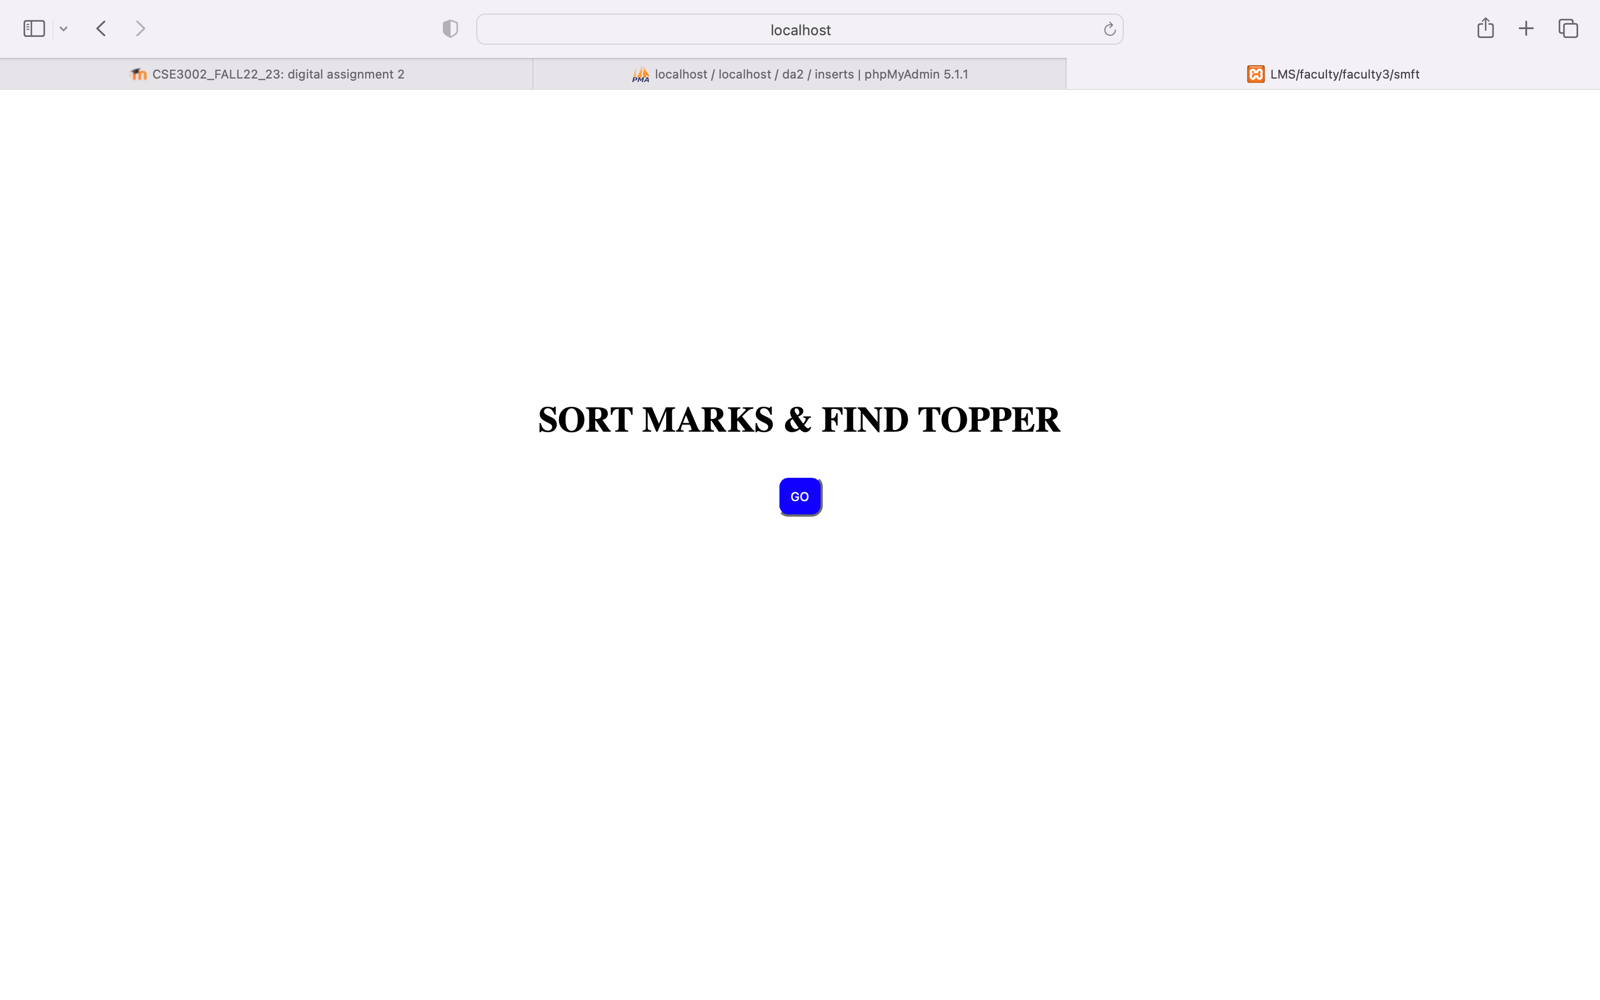 localhost
CSE3002_FALL22_23: digital assignment 2
PMA localhost / localhost / da2 / inserts | phpMyAdmin 5.1.1
LMS/faculty/faculty3/smft
SORT MARKS & FIND TOPPER
GO